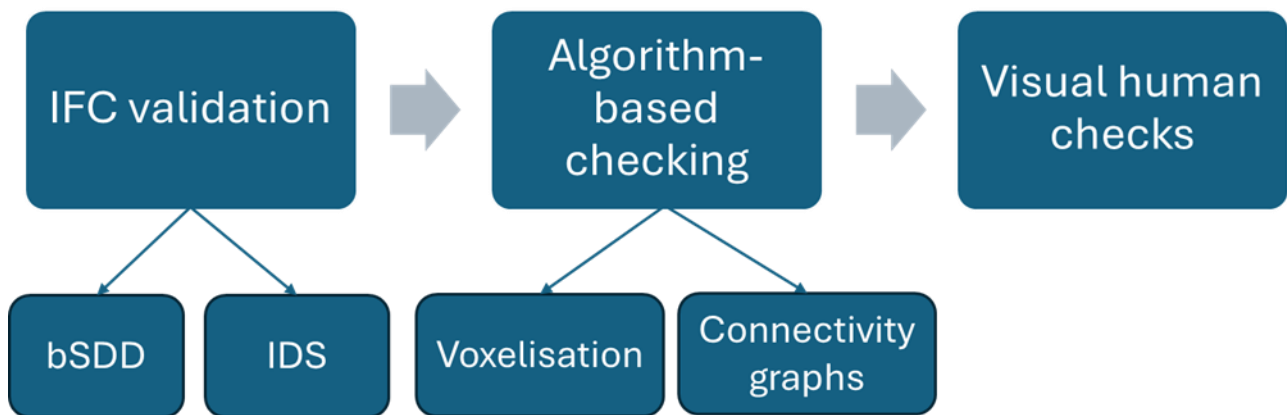 IFC validation
Algorithm-
based
checking
Visual human
checks
bSDD
IDS
Voxelisation
Connectivity
graphs